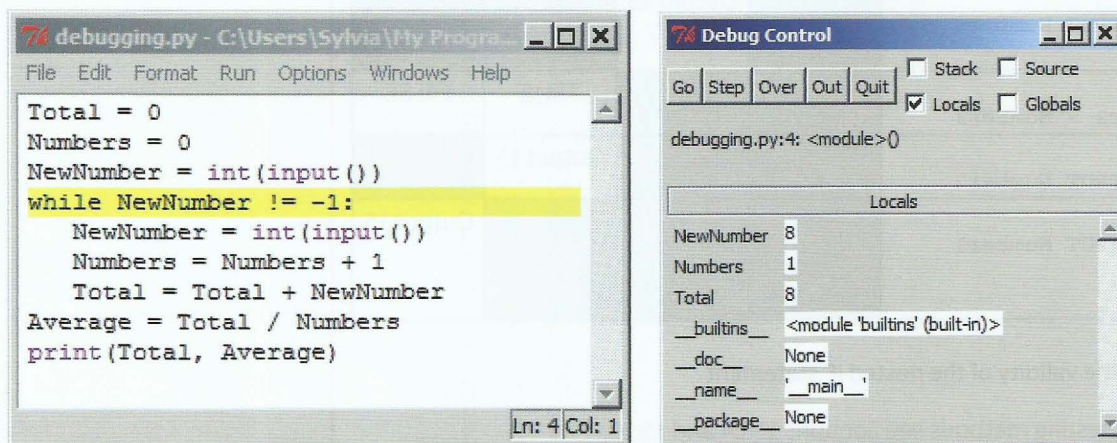 debugging.py - C:\Users\Sylvia\My Progra...
File Edit Format Run Options Windows Help
Total = 0
Numbers = 0
NewNumber = int(input())
while NewNumber != -1:
NewNumber = int(input())
Numbers = Numbers + 1
Total = Total + NewNumber
Average = Total / Numbers
print(Total, Average)
Ln: 4 Col: 1
Debug Control
Go Step Over Out Quit
Stack Source
Locals Globals
debugging.py:4: <module>()
Locals
NewNumber 8
Numbers 1
Total 8
__builtins__ <module 'builtins' (built-in)>
__doc__ None
__name__ '__main__'
__package__ None